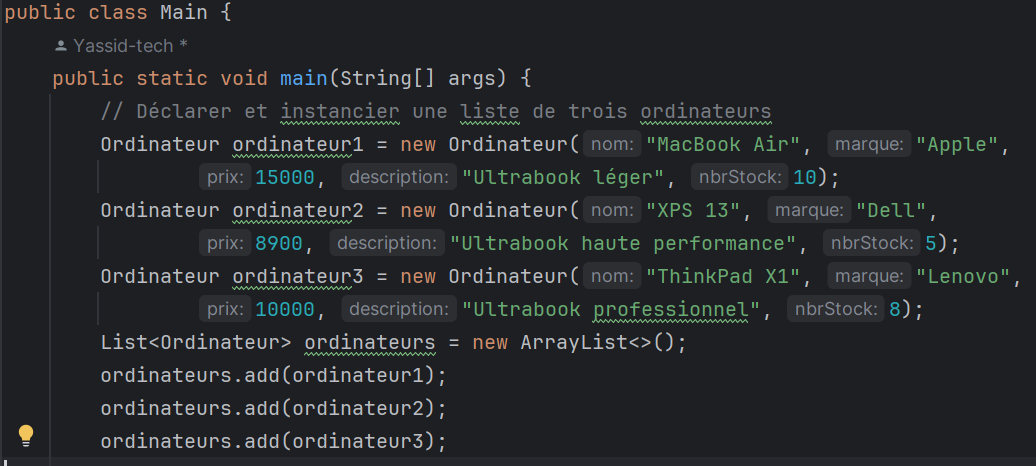 public class Main {
Yassid-tech *
public static void main(String[] args) {
// Déclarer et instancier une liste de trois ordinateurs
Ordinateur ordinateur1 = new Ordinateur( nom: "MacBook Air", marque: "Apple",
prix: 15000, description: "Ultrabook léger", nbrStock: 10);
Ordinateur ordinateur2 = new Ordinateur( nom: "XPS 13", marque: "Dell",
prix: 8900, description: "Ultrabook haute performance", nbrStock: 5);
Ordinateur ordinateur3 = new Ordinateur( nom: "ThinkPad X1", marque: "Lenovo",
prix: 10000, description: "Ultrabook professionnel", nbrStock: 8);
List<Ordinateur> ordinateurs = new ArrayList<>();
ordinateurs.add(ordinateur1);
ordinateurs.add(ordinateur2);
ordinateurs.add(ordinateur3);